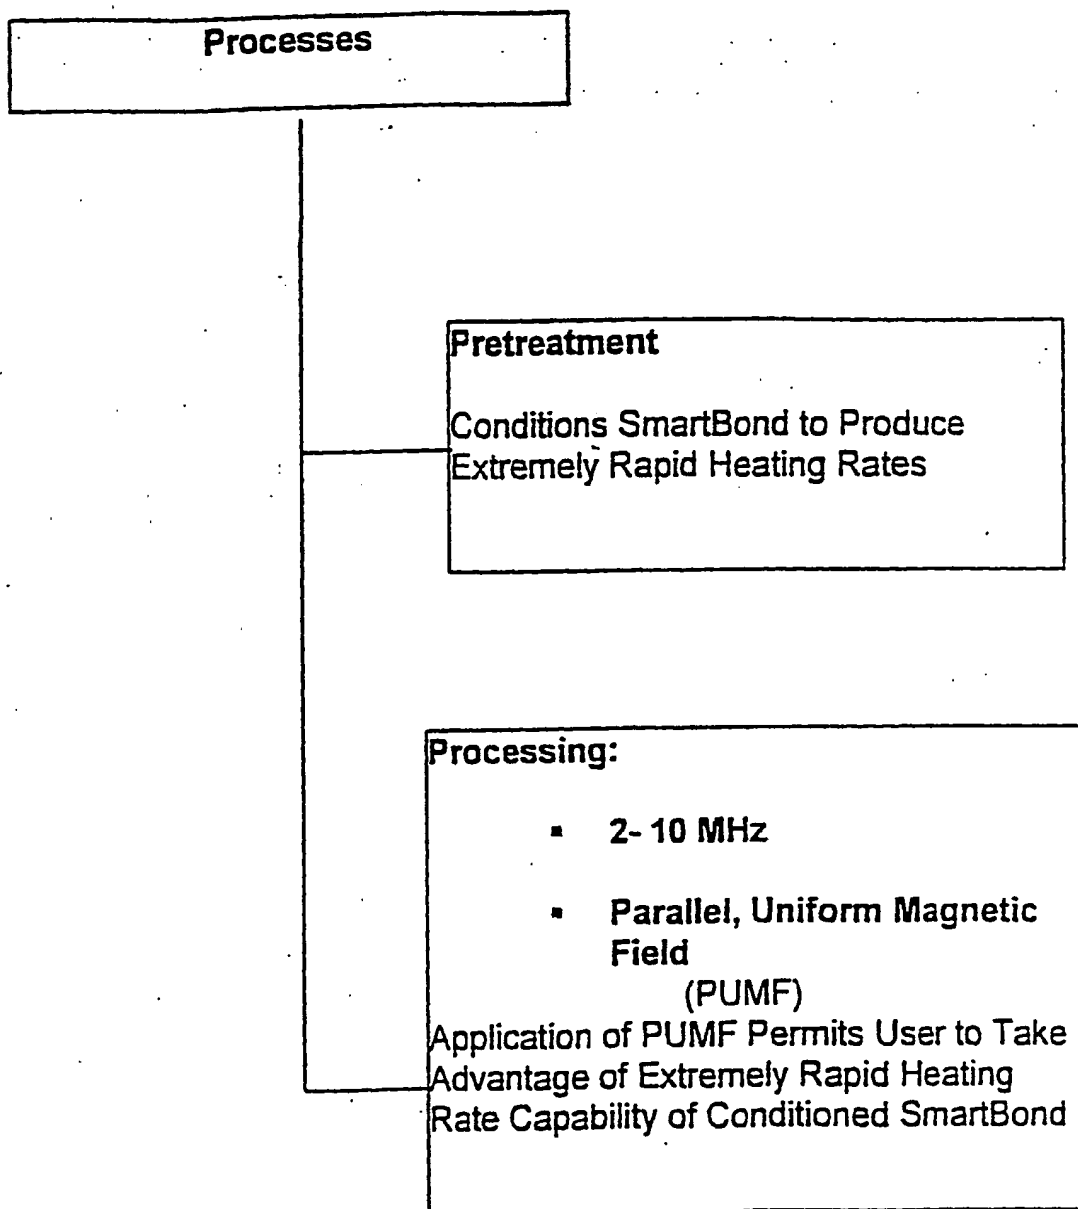 Processes
Pretreatment
Conditions SmartBond to Produce
Extremely Rapid Heating Rates
Processing:
▪ 2- 10 MHz
▪ Parallel, Uniform Magnetic
Field
(PUMF)
Application of PUMF Permits User to Take
Advantage of Extremely Rapid Heating
Rate Capability of Conditioned SmartBond